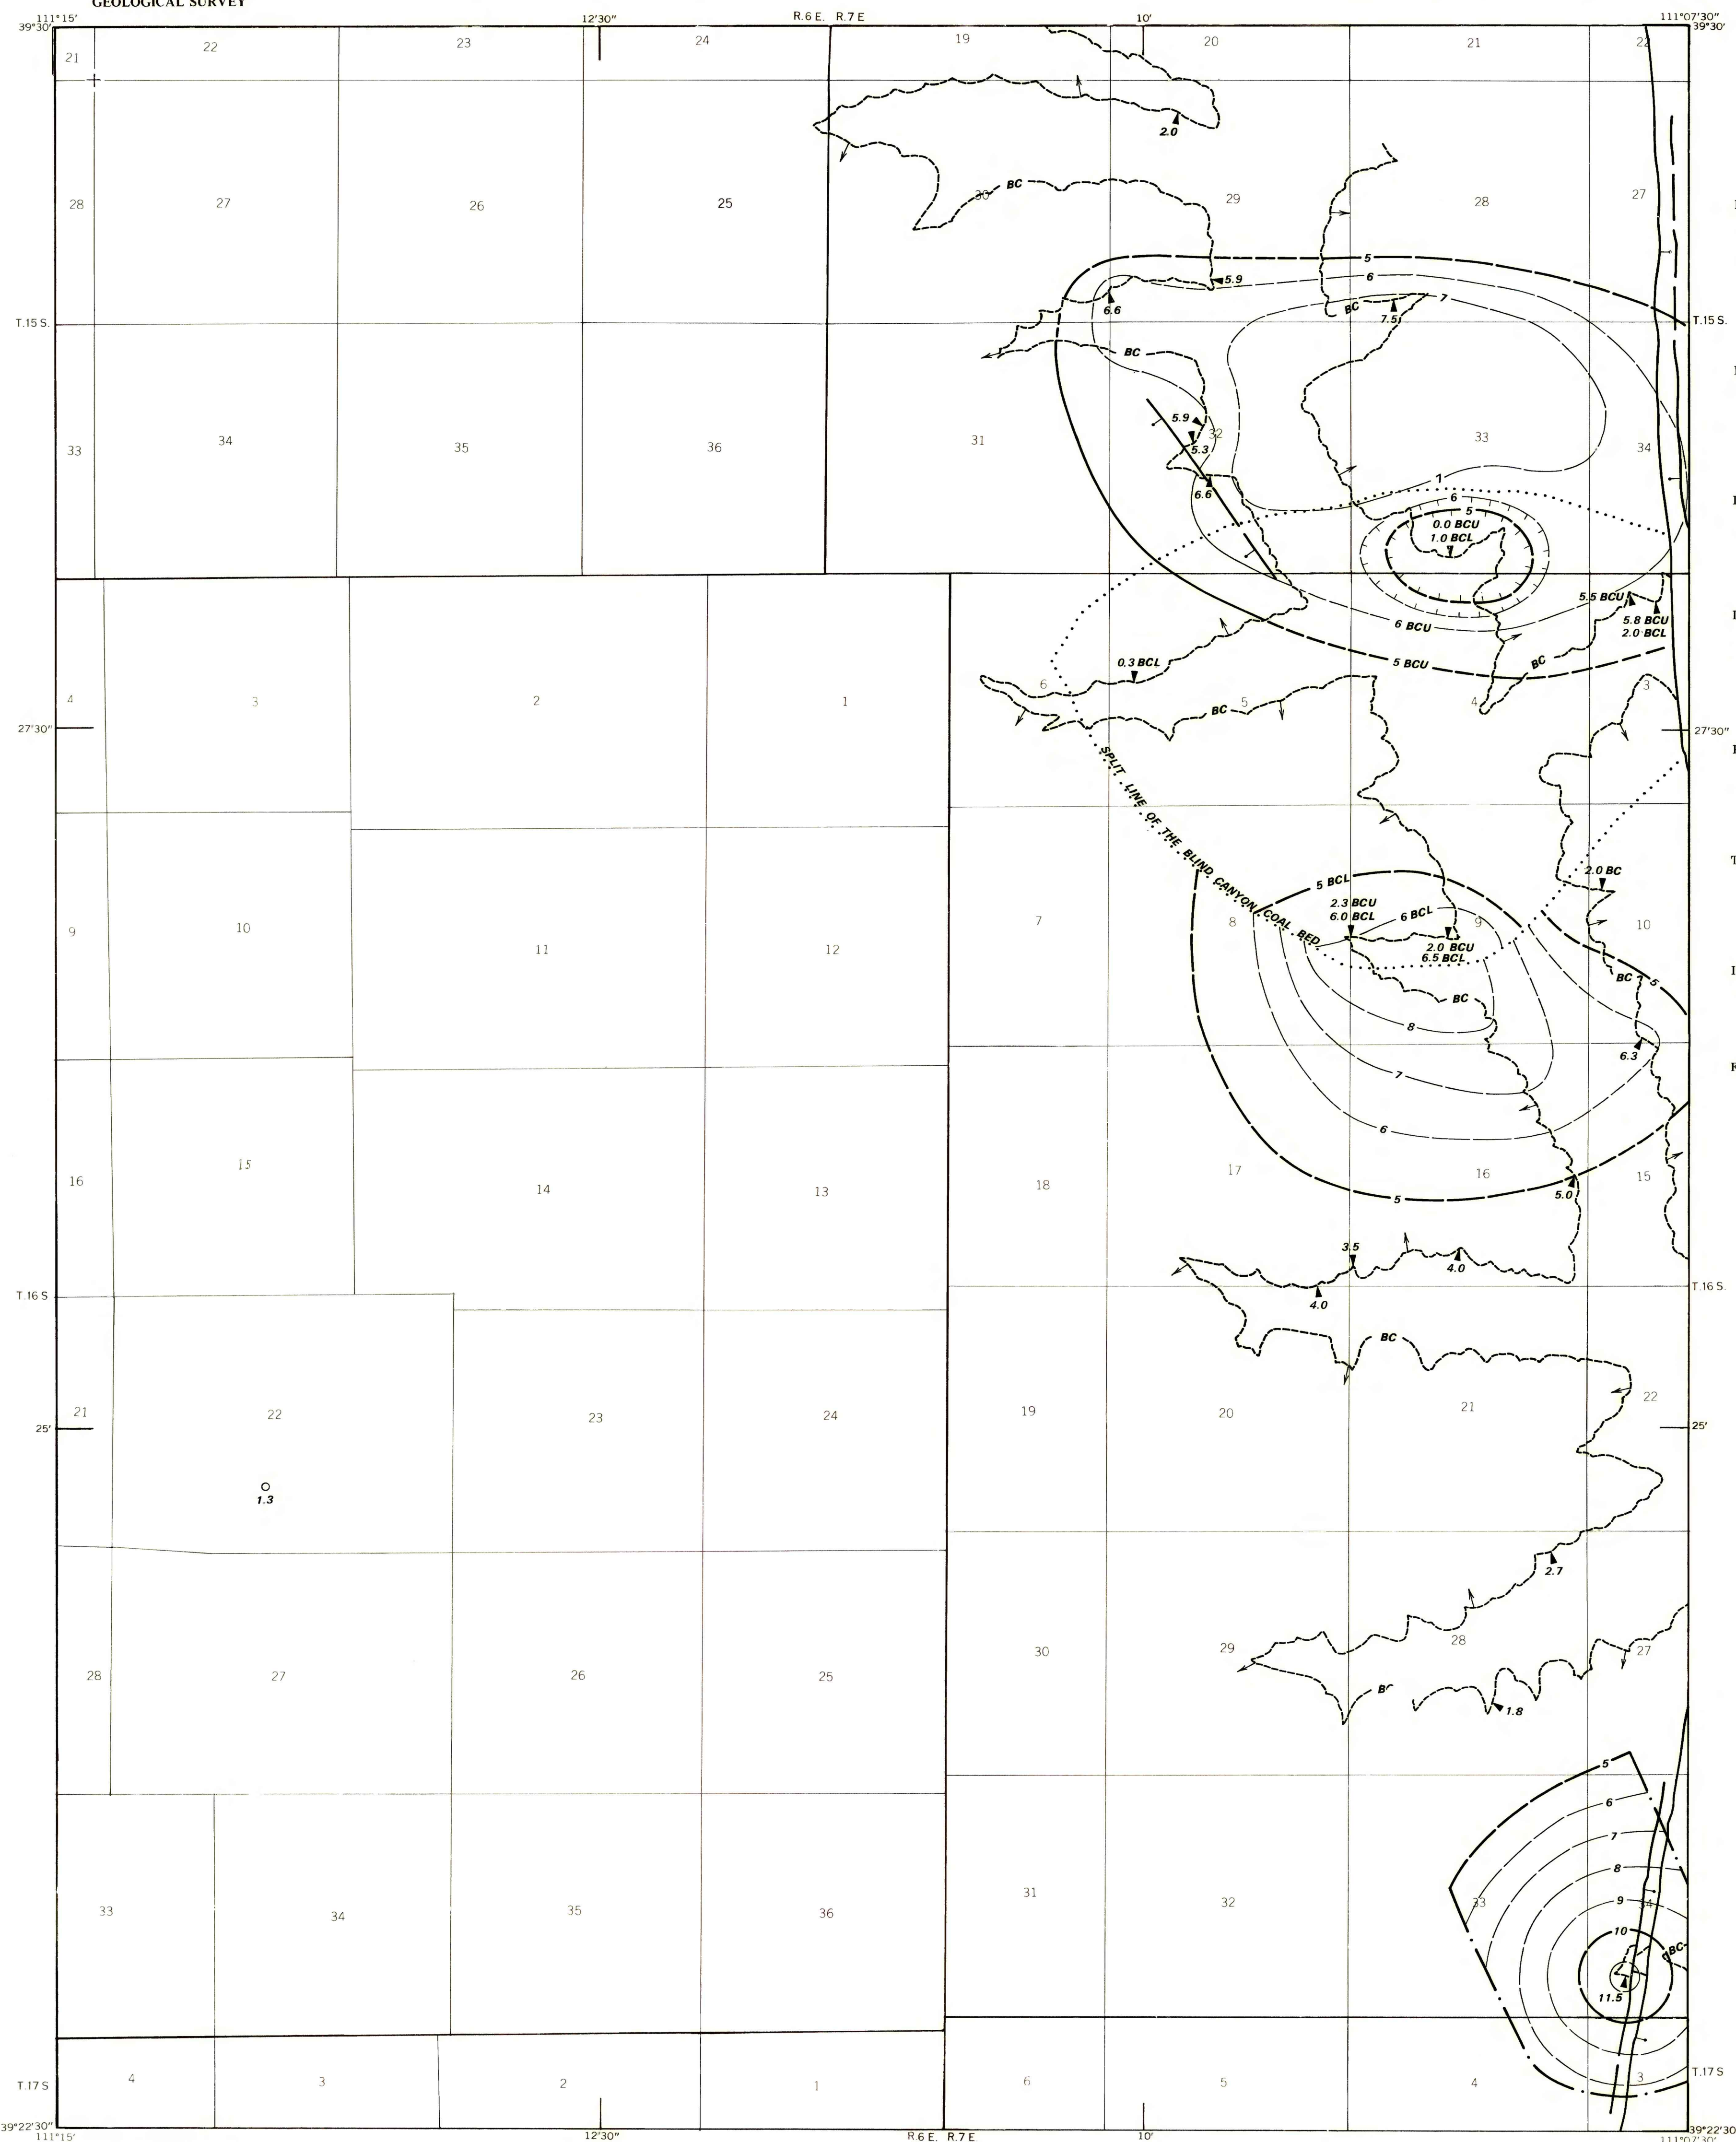 GEOLOGICAL SURVEY
111°15′ 12′30″ R.6 E. R.7 E 10′ 111°07′30″
39°30′ 39°30′
21 22 23 24 19 20 21 22
2.0
28 27 26 25 30 BC 29 28 27
5
6
5.9
6.6 BC 7.5 7
T.15 S. T.15 S.
BC
5.9
33 34 35 36 31 32 33 34
5.3
7
6.6 6
5
0.0 BCU
1.0 BCL
5.5 BCU
5.8 BCU
2.0 BCL
6 BCU
0.3 BCL 5 BCU BC
4 3 2 1 6 5 4 3
BC
27′30″ 27′30″
SPLIT LINE OF THE BLIND CANYON COAL BED
2.0 BC
5 BCL
2.3 BCU
6.0 BCL 6 BCL
9 10 11 12 7 8 9 10
2.0 BCU
6.5 BCL
BC 5
BC
8
6.3
7
6
16 15 14 13 18 17 16 15
5 5.0
3.5
4.0
T.16 S T.16 S.
4.0
BC
21 22 23 24 19 20 21 22
25′ 25′
1.3
2.7
28 27 26 25 30 29 28 27
BC
1.8
5
6
7
8
33 34 35 36 31 32 33 34
9
10
BC
11.5
4 3 2 1 6 5 4 3
T.17 S T.17 S
39°22′30″ 39°22′30
111°15′ 12′30″ R.6 E. R.7 E 10′ 111°07′30″